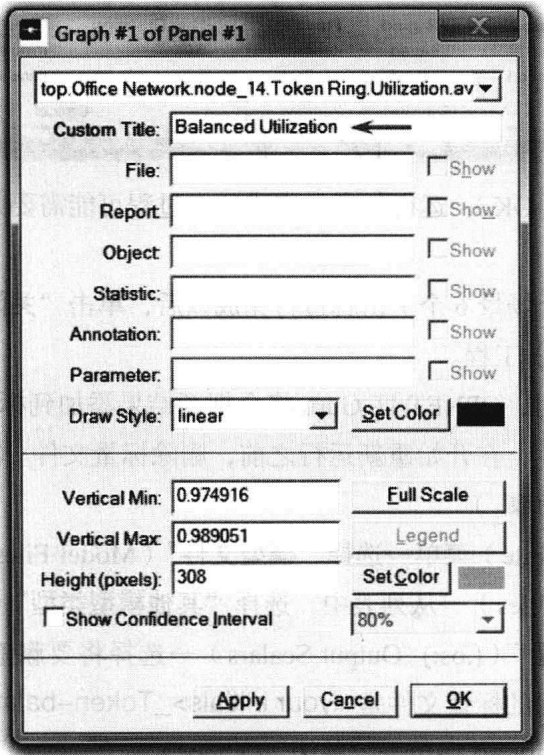 Graph #1 of Panel #1
top.Office Network.node_14.Token Ring.Utilization.av
Custom Title: Balanced Utilization
File: Show
Report: Show
Object: Show
Statistic: Show
Annotation: Show
Parameter: Show
Draw Style: linear Set Color
Vertical Min: 0.974916 Full Scale
Vertical Max: 0.989051 Legend
Height (pixels): 308 Set Color
Show Confidence Interval 80%
Apply Cancel OK